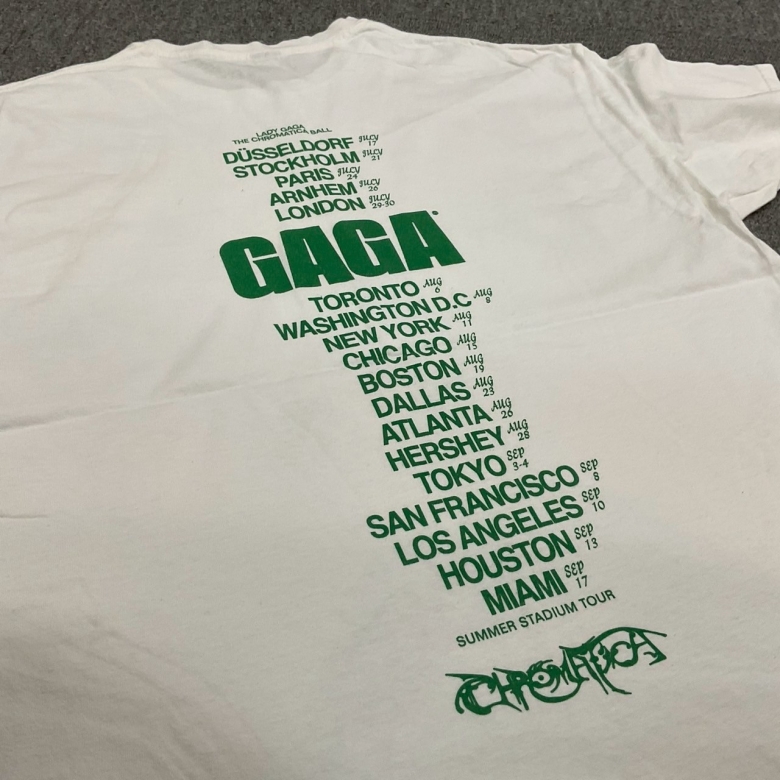 LADY GAGA
THE CHROMATICA BALL
DÜSSELDORF JULY 17
STOCKHOLM JULY 21
PARIS JULY 24
ARNHEM JULY 26
LONDON JULY 29-30
GAGA
TORONTO AUG 6
WASHINGTON D.C AUG 8
NEW YORK AUG 11
CHICAGO AUG 15
BOSTON AUG 19
DALLAS AUG 23
ATLANTA AUG 26
HERSHEY AUG 28
TOKYO SEP 3-4
SAN FRANCISCO SEP 8
LOS ANGELES SEP 10
HOUSTON SEP 13
MIAMI SEP 17
SUMMER STADIUM TOUR
CHROMATICA